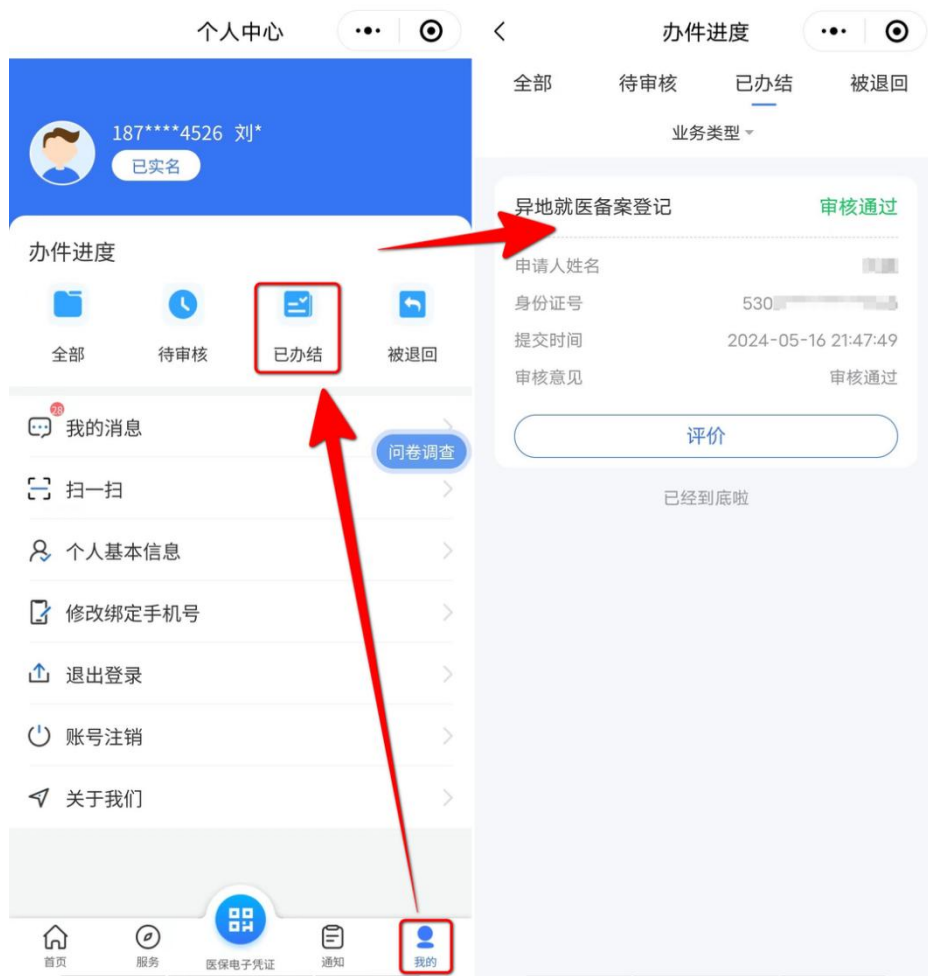 个人中心
187****4526 刘*
已实名
办件进度
全部 待审核 已办结 被退回
28
我的消息
问卷调查
扫一扫
个人基本信息
修改绑定手机号
退出登录
账号注销
关于我们
首页 服务 医保电子凭证 通知 我的
办件进度
全部 待审核 已办结 被退回
业务类型
异地就医备案登记 审核通过
申请人姓名
身份证号 530
提交时间 2024-05-16 21:47:49
审核意见 审核通过
评价
已经到底啦